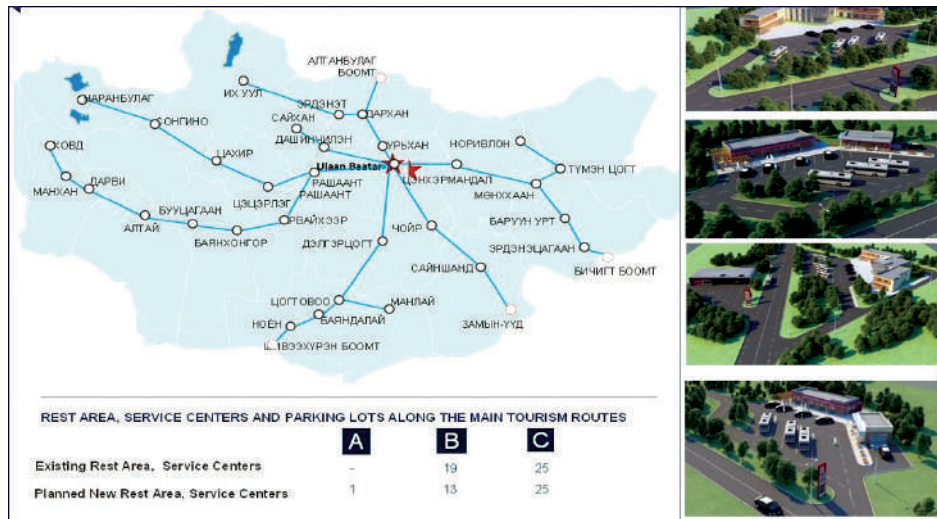 АЛТАНБУЛАГ
БООМТ
ИХ УУЛ
НАРАНБУЛАГ
ЭРДЭНЭТ
ДАРХАН
СОНГИНО
САЙХАН
ДАШИНЧИЛЭН
УРЬХАН
НОРИВЛОН
ХОВД
ЦАХИР
Ulaan Baatar
ТҮМЭН ЦОГТ
РАШААНТ
ЦЭНХЭРМАНДАЛ
МАНХАН
ДАРВИ
РАШААНТ
МӨНХХААН
ЦЭЦЭРЛЭГ
БУУЦАГААН
РВАЙХЭЭР
ЧОЙР
БАРУУН УРТ
АЛТАЙ
БАЯНХОНГОР
ДЭЛГЭРЦОГТ
ЭРДЭНЭЦАГААН
САЙНШАНД
БИЧИГТ БООМТ
ЦОГТОВОО
МАНЛАЙ
НОЁН
БАЯНДАЛАЙ
ЗАМЫН-ҮҮД
ШИВЭЭХҮРЭН БООМТ
REST AREA, SERVICE CENTERS AND PARKING LOTS ALONG THE MAIN TOURISM ROUTES
A B C
Existing Rest Area, Service Centers - 19 25
Planned New Rest Area, Service Centers 1 13 25